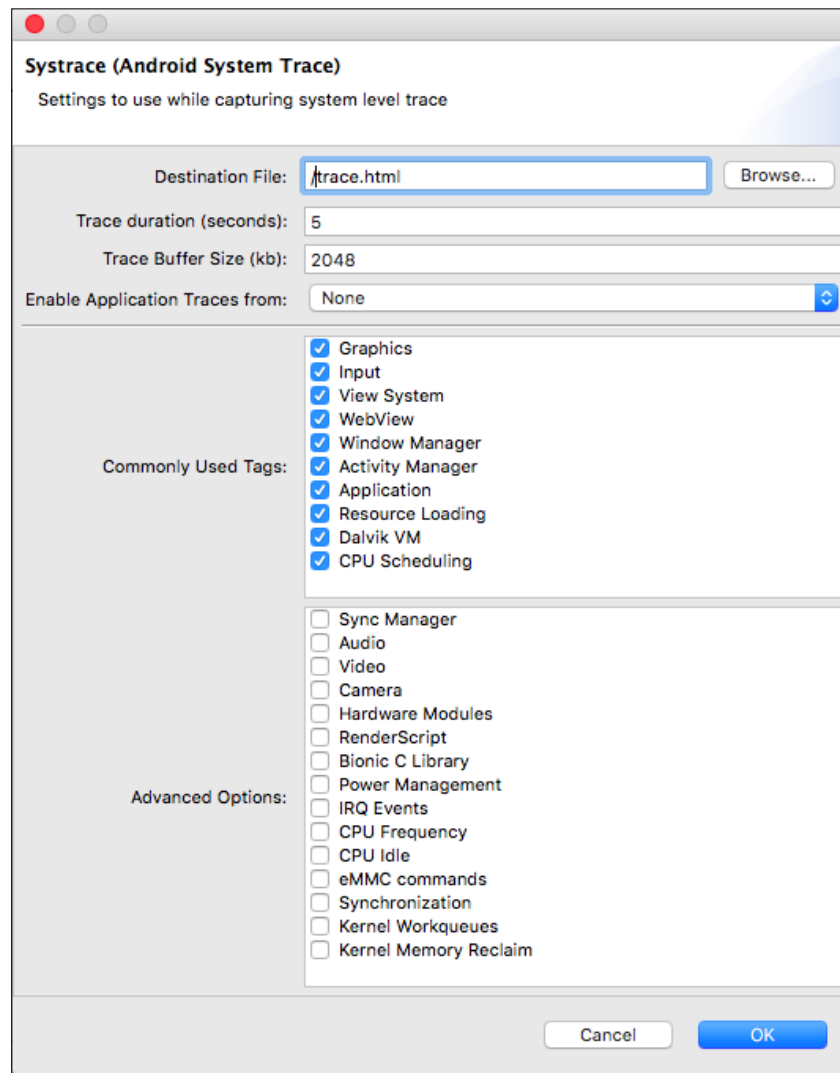 Systrace (Android System Trace)
Settings to use while capturing system level trace
Destination File: /trace.html Browse...
Trace duration (seconds): 5
Trace Buffer Size (kb): 2048
Enable Application Traces from: None
Commonly Used Tags:
Graphics
Input
View System
WebView
Window Manager
Activity Manager
Application
Resource Loading
Dalvik VM
CPU Scheduling
Advanced Options:
Sync Manager
Audio
Video
Camera
Hardware Modules
RenderScript
Bionic C Library
Power Management
IRQ Events
CPU Frequency
CPU Idle
eMMC commands
Synchronization
Kernel Workqueues
Kernel Memory Reclaim
Cancel OK